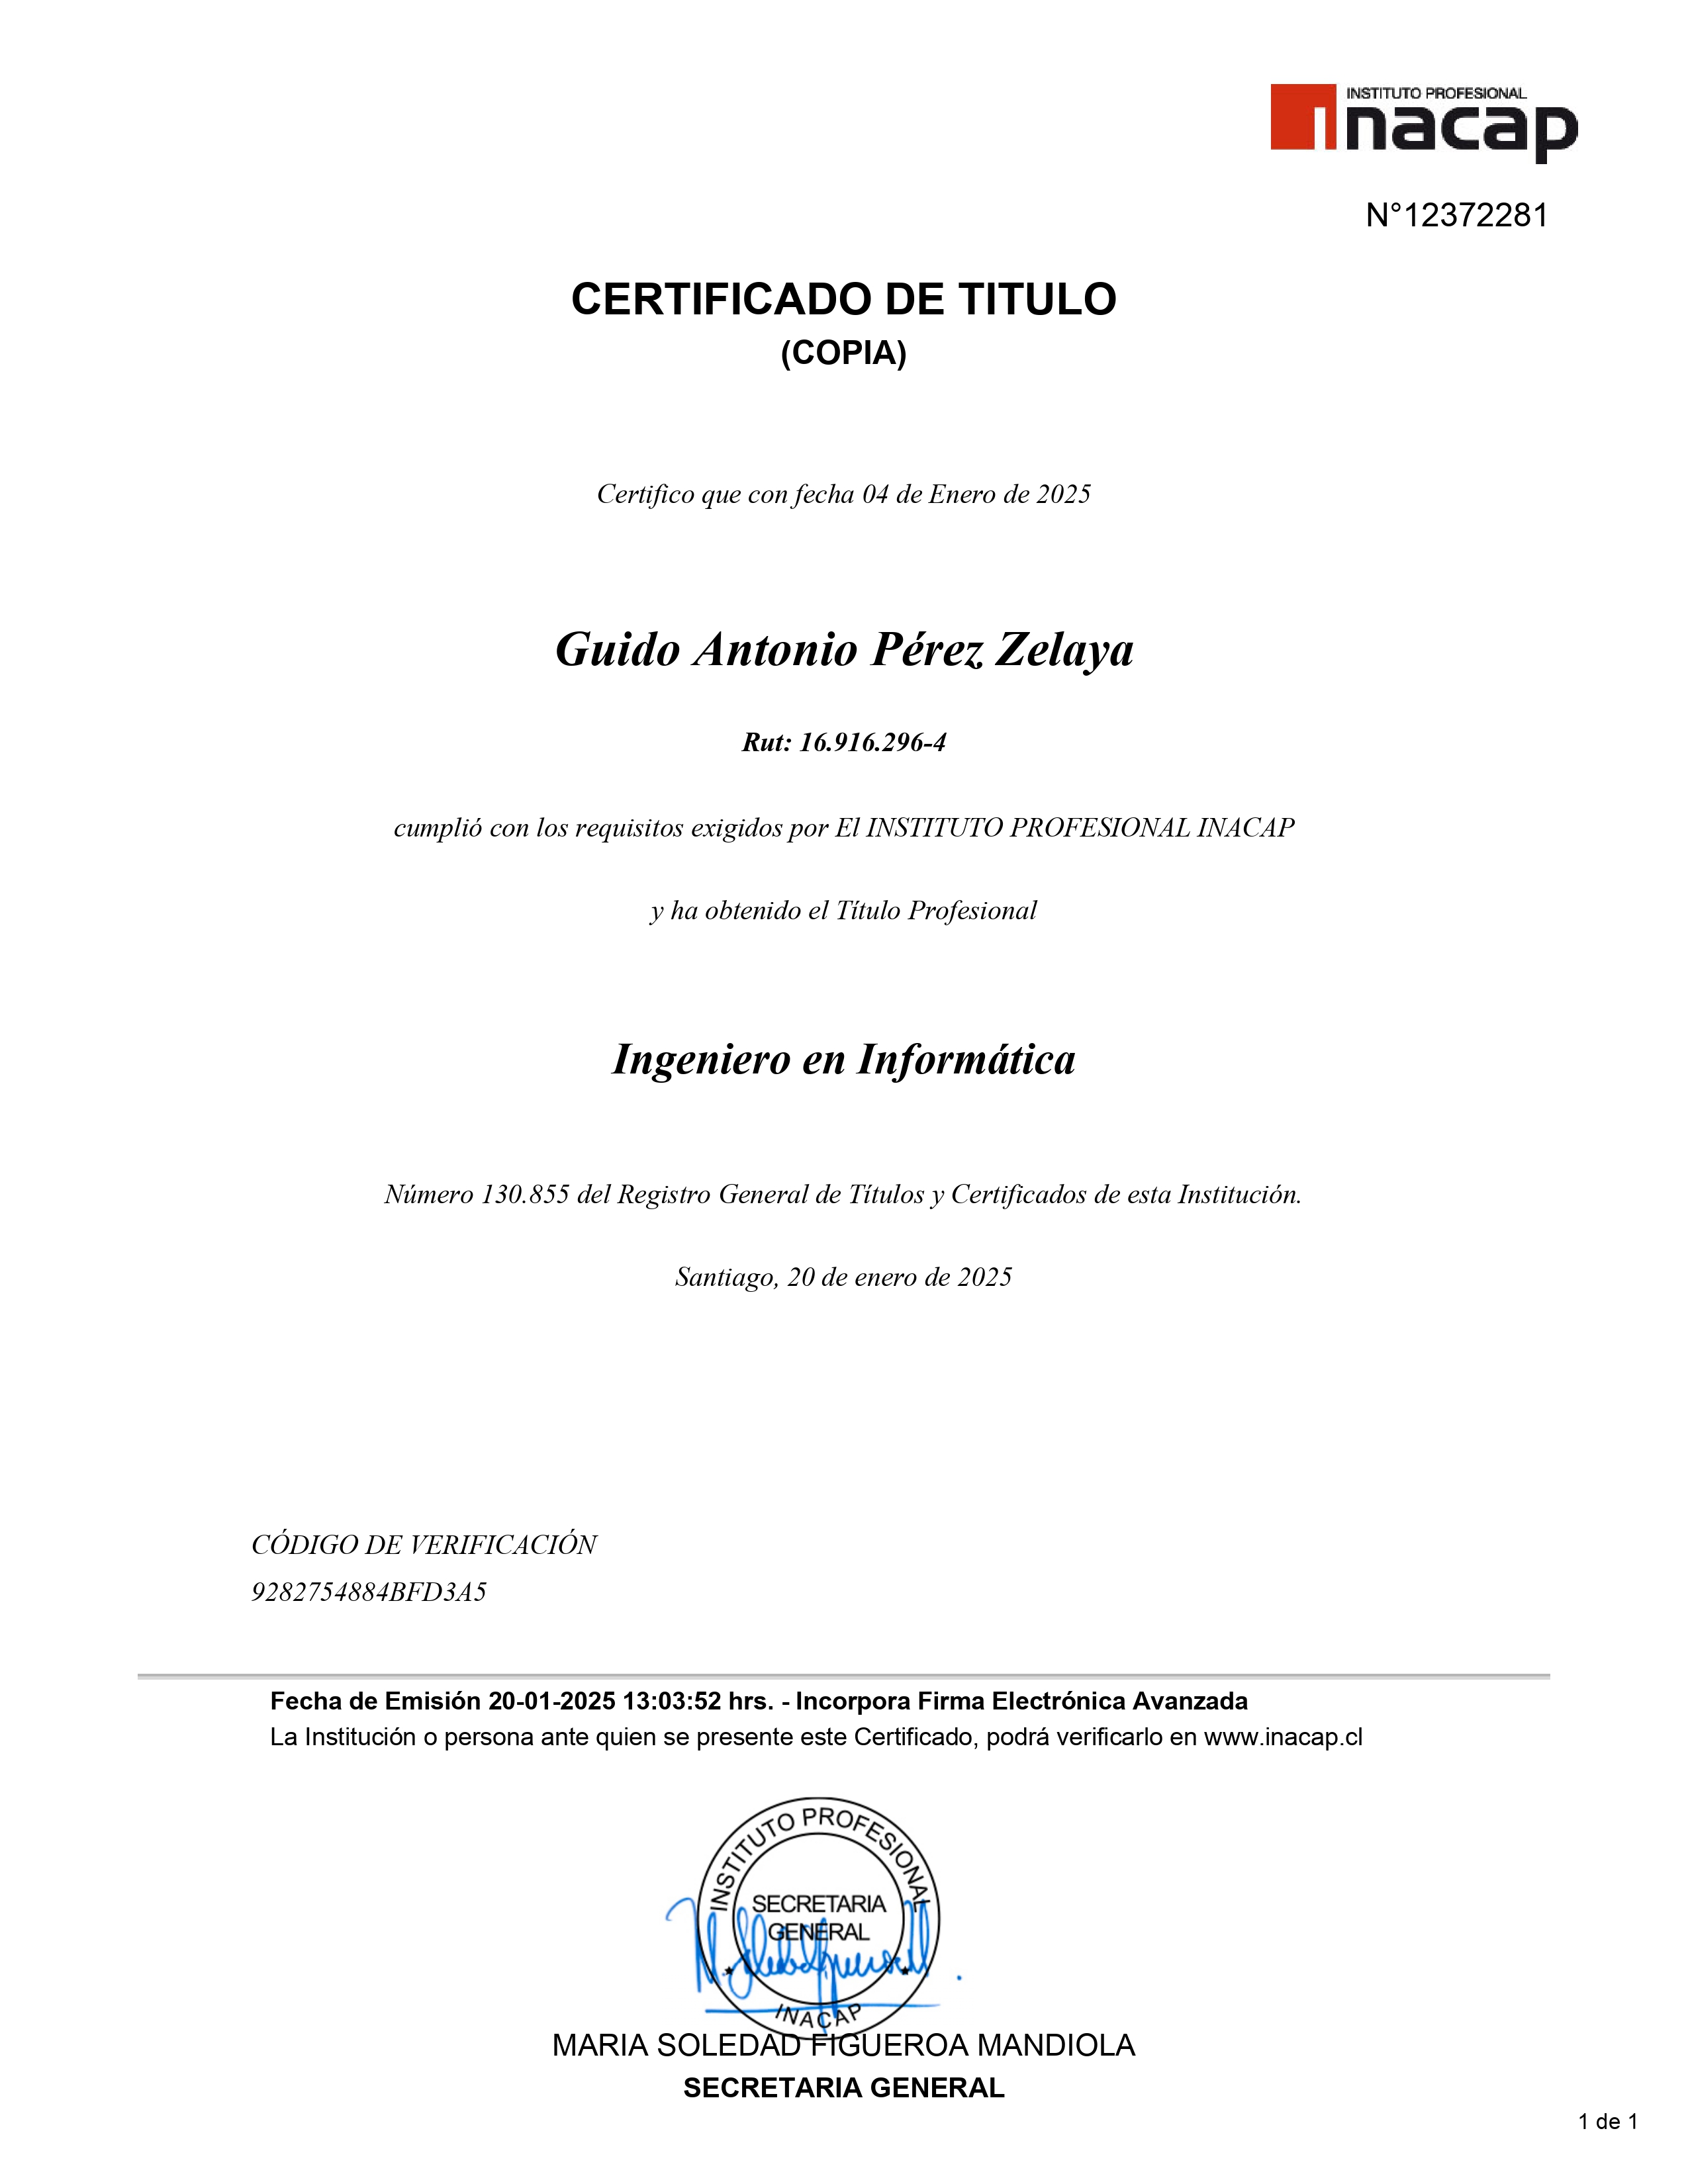 INSTITUTO PROFESIONAL
inacap
N°12372281
CERTIFICADO DE TITULO
(COPIA)
Certifico que con fecha 04 de Enero de 2025
Guido Antonio Pérez Zelaya
Rut: 16.916.296-4
cumplió con los requisitos exigidos por El INSTITUTO PROFESIONAL INACAP
y ha obtenido el Título Profesional
Ingeniero en Informática
Número 130.855 del Registro General de Títulos y Certificados de esta Institución.
Santiago, 20 de enero de 2025
CÓDIGO DE VERIFICACIÓN
9282754884BFD3A5
Fecha de Emisión 20-01-2025 13:03:52 hrs. - Incorpora Firma Electrónica Avanzada
La Institución o persona ante quien se presente este Certificado, podrá verificarlo en www.inacap.cl
INSTITUTO PROFESIONAL
SECRETARIA
GENERAL
INACAP
MARIA SOLEDAD FIGUEROA MANDIOLA
SECRETARIA GENERAL
1 de 1